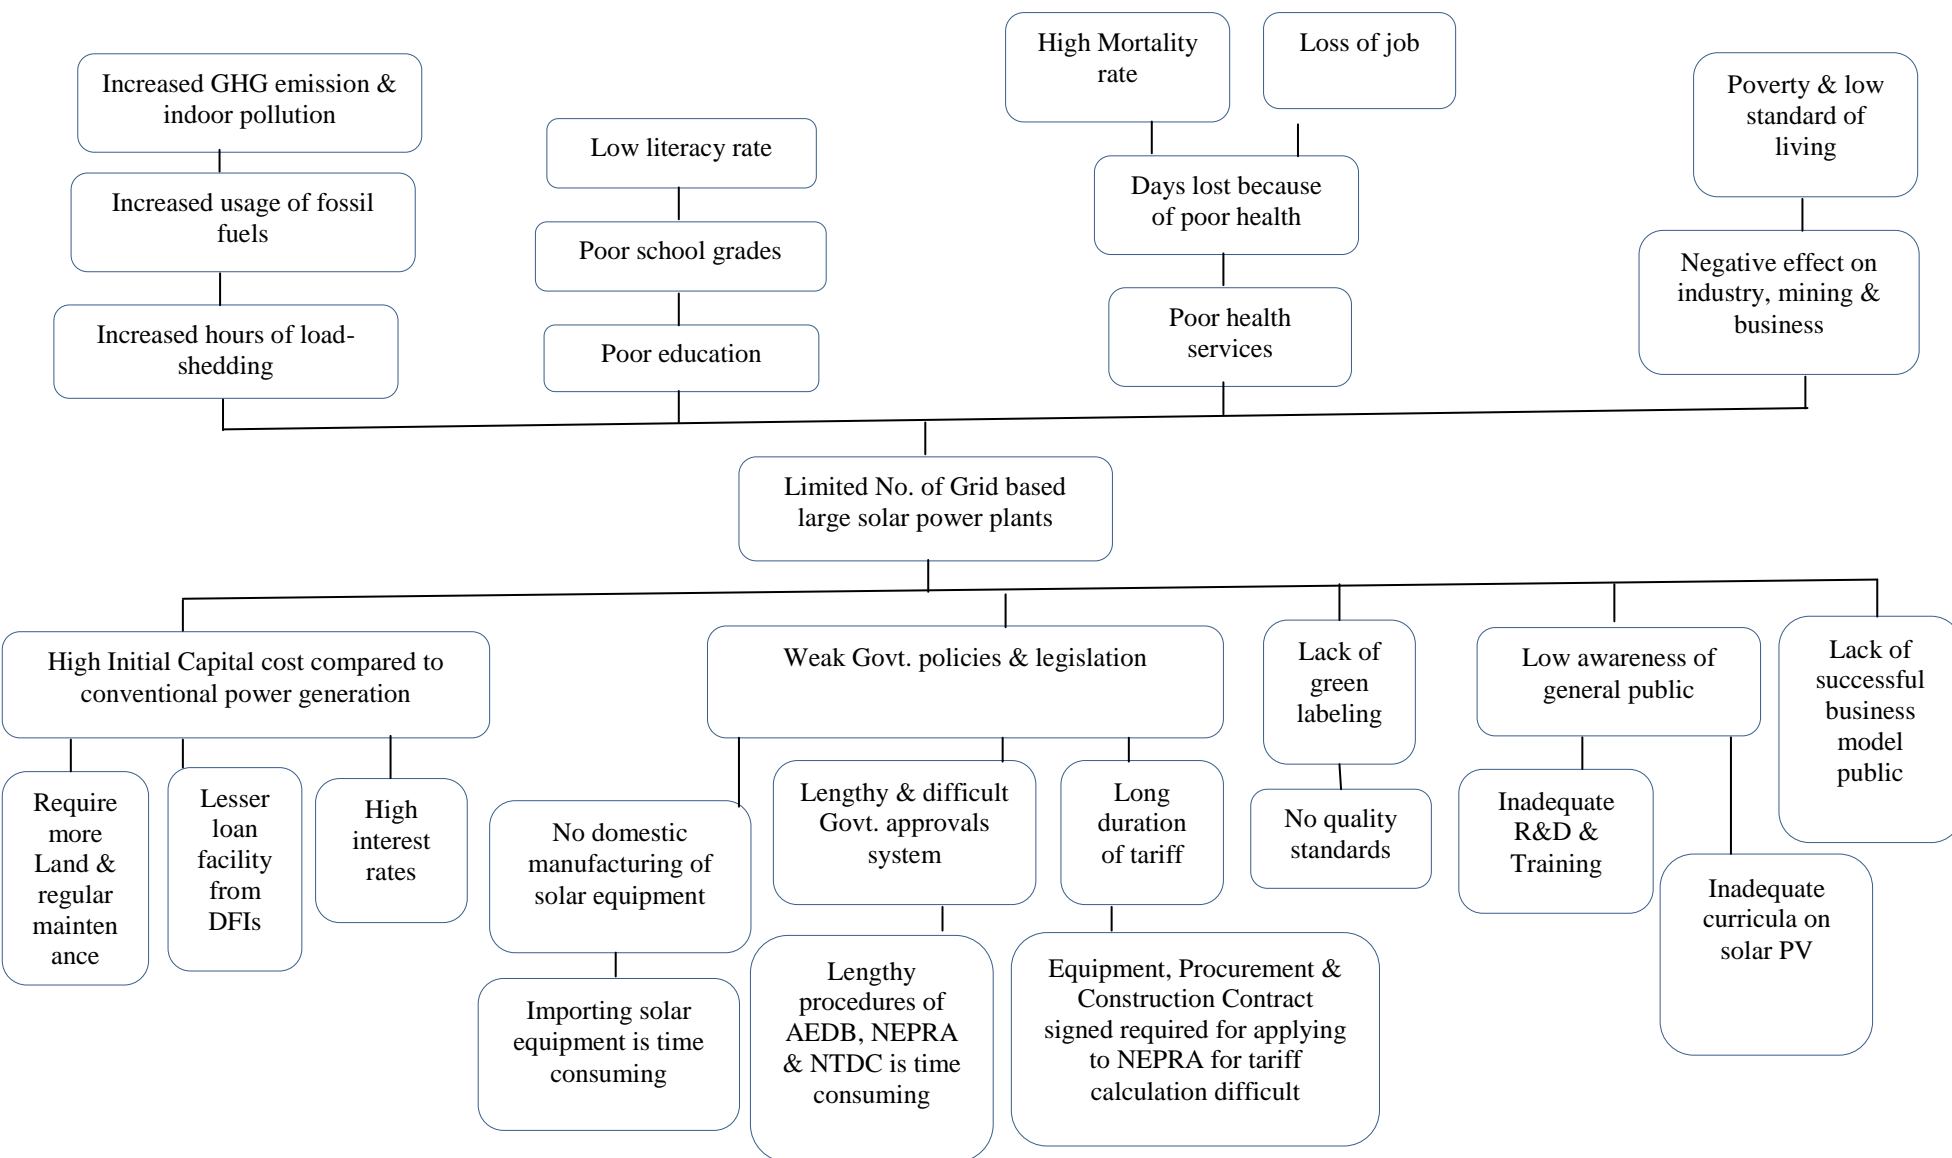 Increased GHG emission &
indoor pollution
Increased usage of fossil
fuels
Increased hours of load-
shedding
Low literacy rate
Poor school grades
Poor education
High Mortality
rate
Loss of job
Days lost because
of poor health
Poor health
services
Poverty & low
standard of
living
Negative effect on
industry, mining &
business
Limited No. of Grid based
large solar power plants
High Initial Capital cost compared to
conventional power generation
Require
more
Land &
regular
mainten
ance
Lesser
loan
facility
from
DFIs
High
interest
rates
Weak Govt. policies & legislation
No domestic
manufacturing of
solar equipment
Importing solar
equipment is time
consuming
Lengthy & difficult
Govt. approvals
system
Lengthy
procedures of
AEDB, NEPRA
& NTDC is time
consuming
Long
duration
of tariff
Equipment, Procurement &
Construction Contract
signed required for applying
to NEPRA for tariff
calculation difficult
Lack of
green
labeling
No quality
standards
Low awareness of
general public
Inadequate
R&D &
Training
Inadequate
curricula on
solar PV
Lack of
successful
business
model
public